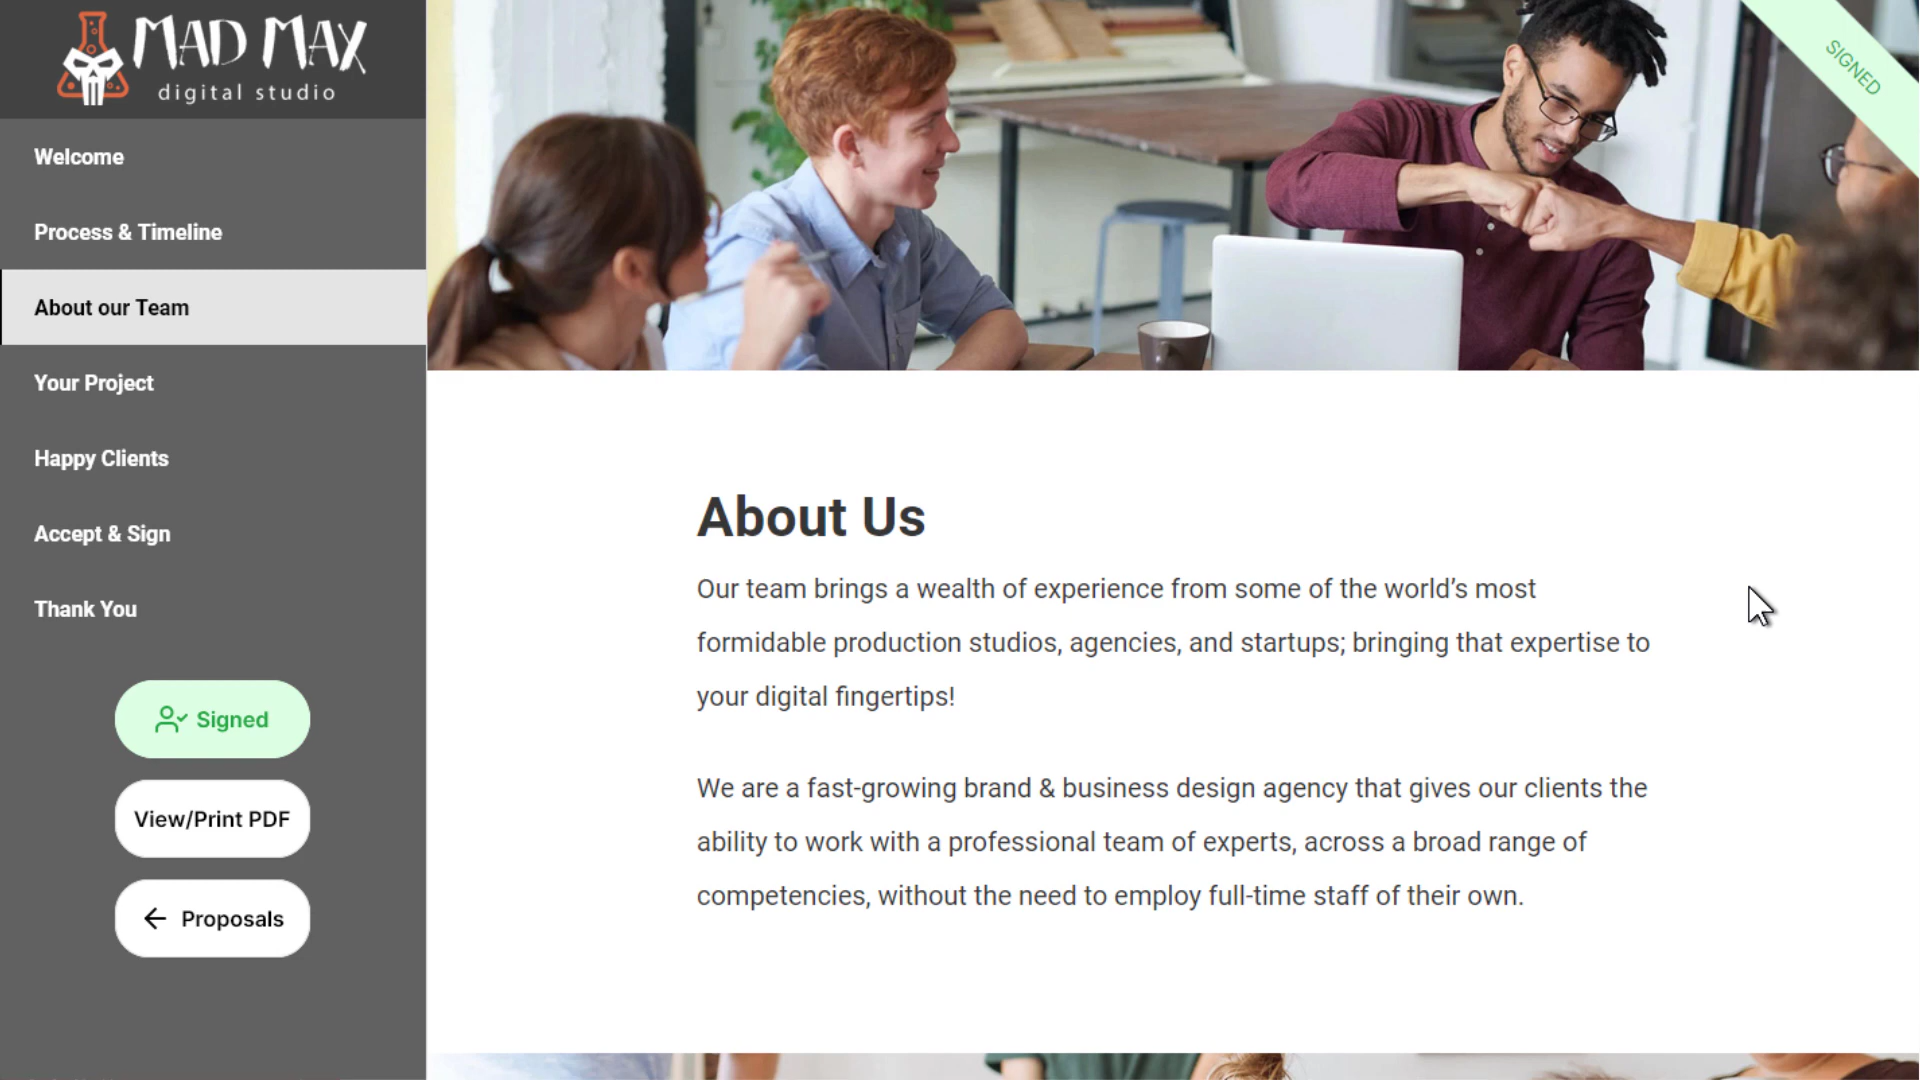 MAD MAX
digital studio
Welcome
Process & Timeline
About our Team
Your Project
Happy Clients
Accept & Sign
Thank You
Signed
View/Print PDF
Proposals
SIGNED
About Us
Our team brings a wealth of experience from some of the world’s most
formidable production studios, agencies, and startups; bringing that expertise to
your digital fingertips!
We are a fast-growing brand & business design agency that gives our clients the
ability to work with a professional team of experts, across a broad range of
competencies, without the need to employ full-time staff of their own.